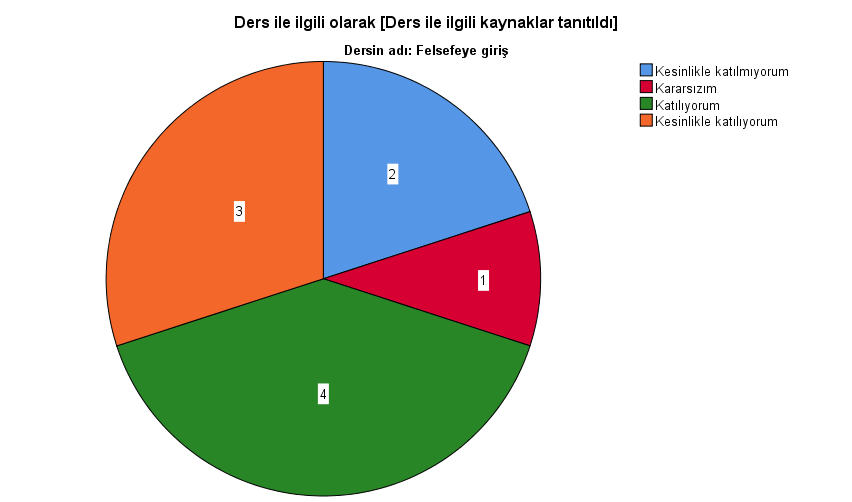 Ders ile ilgili olarak [Ders ile ilgili kaynaklar tanıtıldı]
Dersin adı: Felsefeye giriş
Kesinlikle katılmıyorum
Kararsızım
Katılıyorum
Kesinlikle katılıyorum
2
3
1
4